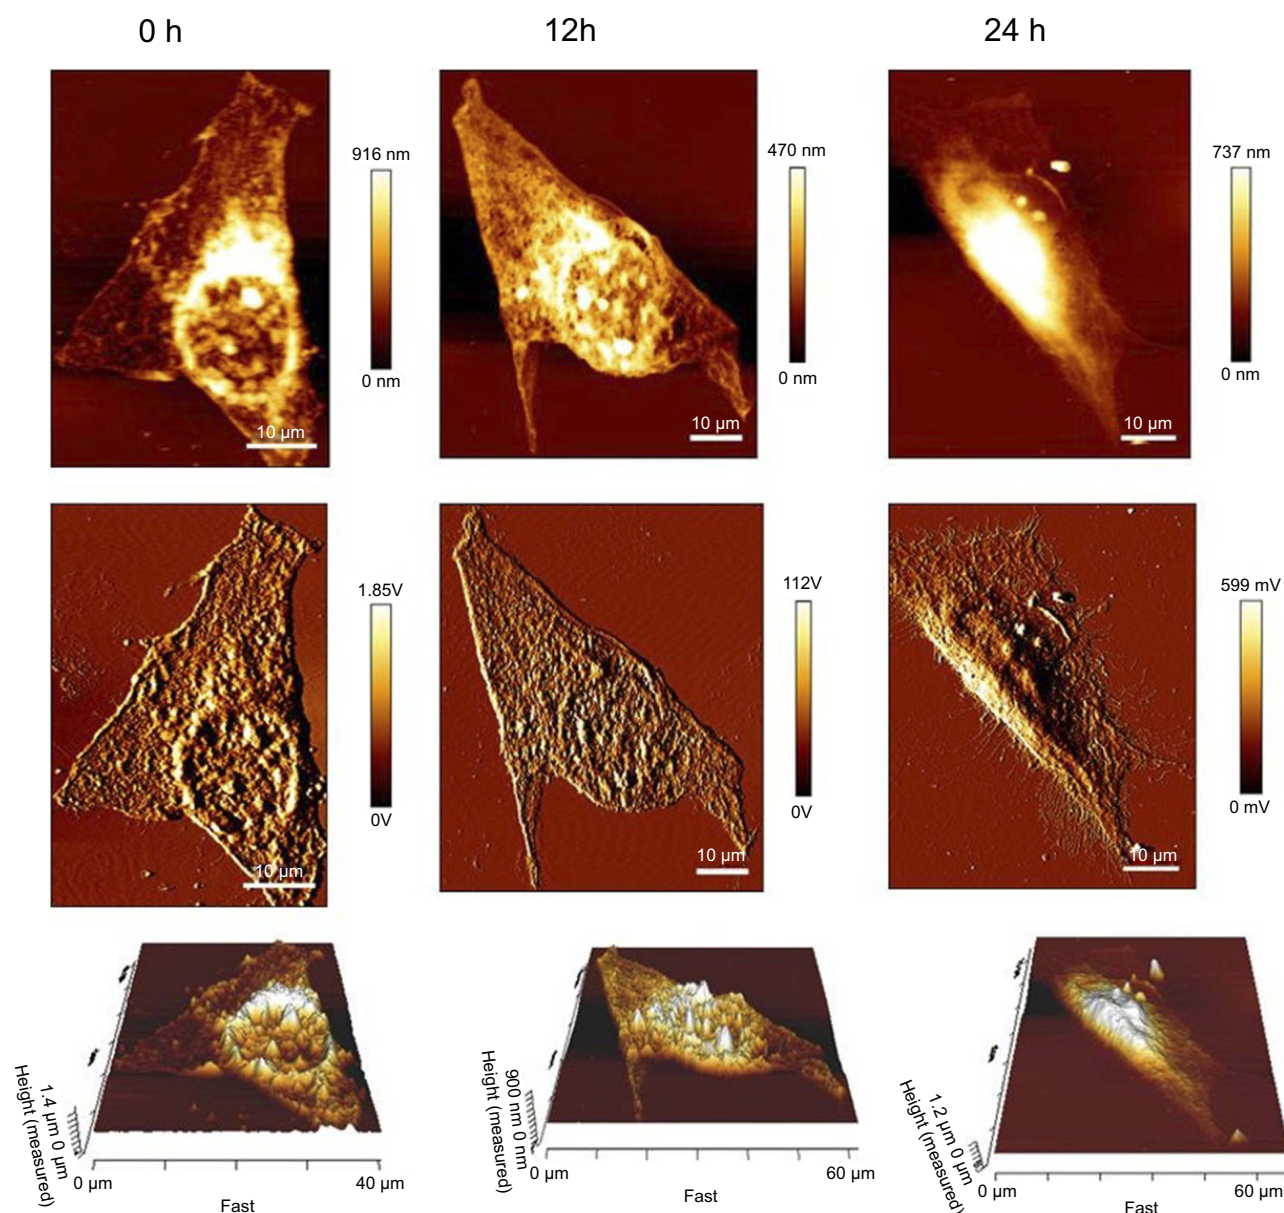 0 h
12h
24 h
916 nm
0 nm
10 µm
470 nm
0 nm
10 µm
737 nm
0 nm
10 µm
1.85V
0V
10 µm
112V
0V
10 µm
599 mV
0 mV
10 µm
1.4 µm 0 µm
Height (measured)
0 µm
40 µm
Fast
900 nm 0 nm
Height (measured)
0 µm
60 µm
Fast
1.2 µm 0 µm
Height (measured)
0 µm
60 µm
Fast